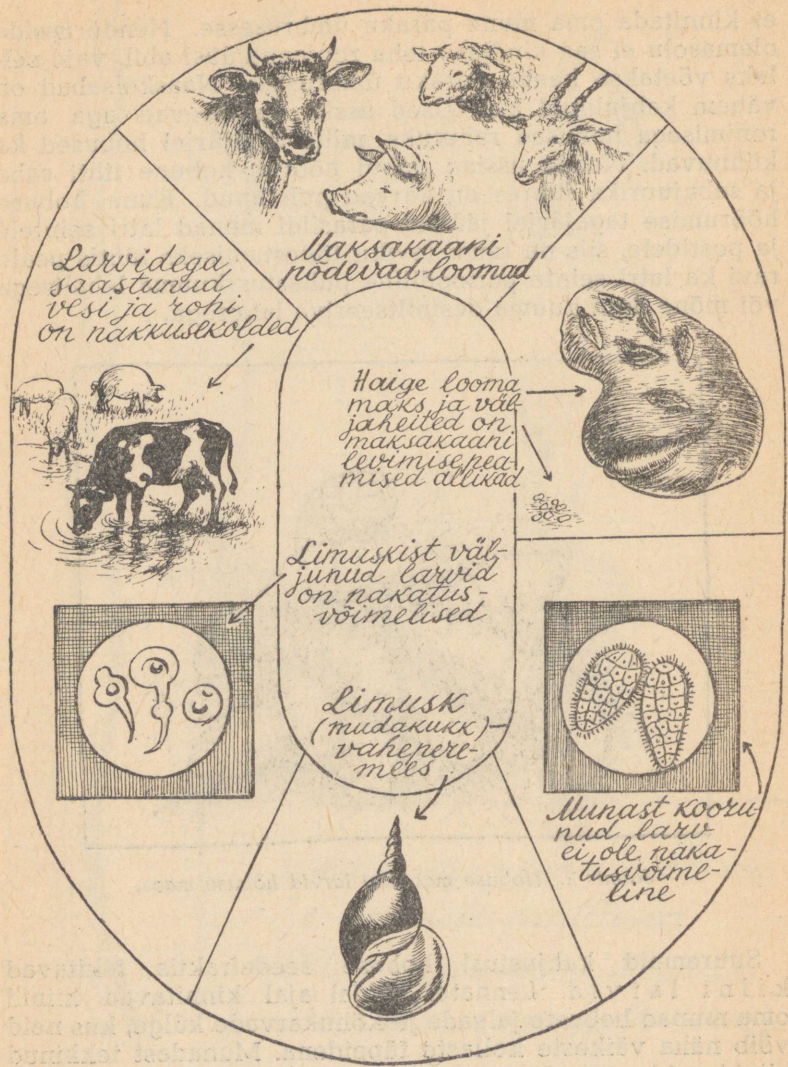 Maksakaani
põdevad loomad
Larvidega
saastunud
vesi ja rohi
on nakkusekolded
Haige looma
maks ja väl-
jaheited on
maksakaani
levimise pea-
mised allikad
Limuskist väl-
junud larvid
on nakatus-
võimelised
Limusk
(mudakukk)
vahepere-
mees
Munast kooru-
nud larv
ei ole naka-
tusvõime-
line